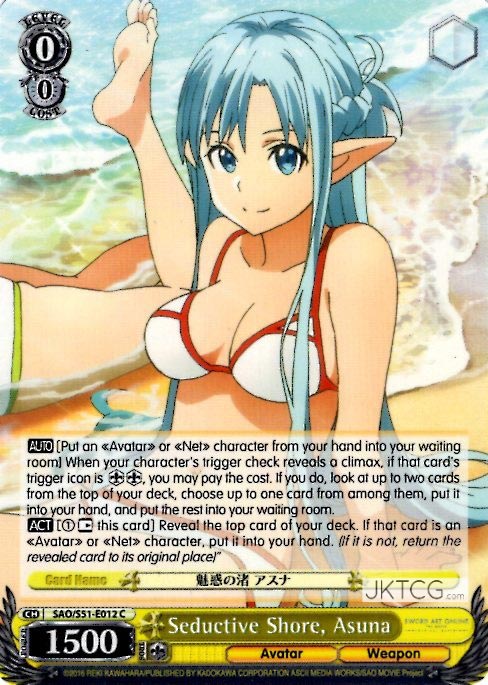 LEVEL
0
0
COST
AUTO [Put an «Avatar» or «Net» character from your hand into your waiting
room] When your character's trigger check reveals a climax, if that card's
trigger icon is , you may pay the cost. If you do, look at up to two cards
from the top of your deck, choose up to one card from among them, put it
into your hand, and put the rest into your waiting room.
ACT [① this card] Reveal the top card of your deck. If that card is an
«Avatar» or «Net» character, put it into your hand. (If it is not, return the
revealed card to its original place)"
Card Name 魅惑の渚 アスナ
JKTCG.com
CH SAO/S51-E012 C
POWER 1500 SOUL
Seductive Shore, Asuna
SWORD ART ONLINE
Avatar Weapon
©2016 REKI KAWAHARA/PUBLISHED BY KADOKAWA CORPORATION ASCII MEDIA WORKS/SAO MOVIE Project